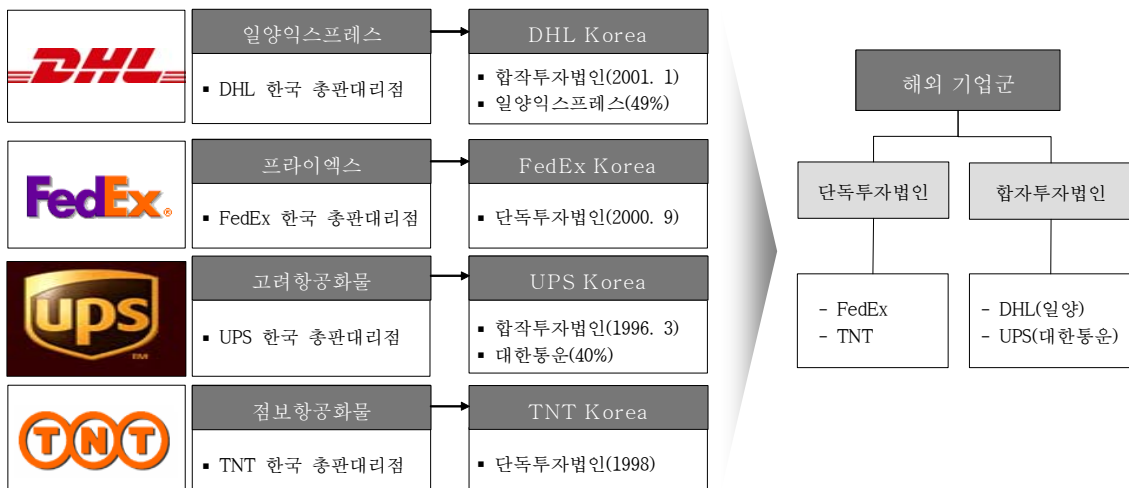 DHL
일양익스프레스
▪ DHL 한국 총판대리점
DHL Korea
▪ 합작투자법인(2001. 1)
▪ 일양익스프레스(49%)
FedEx®
프라이엑스
▪ FedEx 한국 총판대리점
FedEx Korea
▪ 단독투자법인(2000. 9)
ups
TM
고려항공화물
▪ UPS 한국 총판대리점
UPS Korea
▪ 합작투자법인(1996. 3)
▪ 대한통운(40%)
TNT
점보항공화물
▪ TNT 한국 총판대리점
TNT Korea
▪ 단독투자법인(1998)
해외 기업군
단독투자법인
합자투자법인
- FedEx
- TNT
- DHL(일양)
- UPS(대한통운)